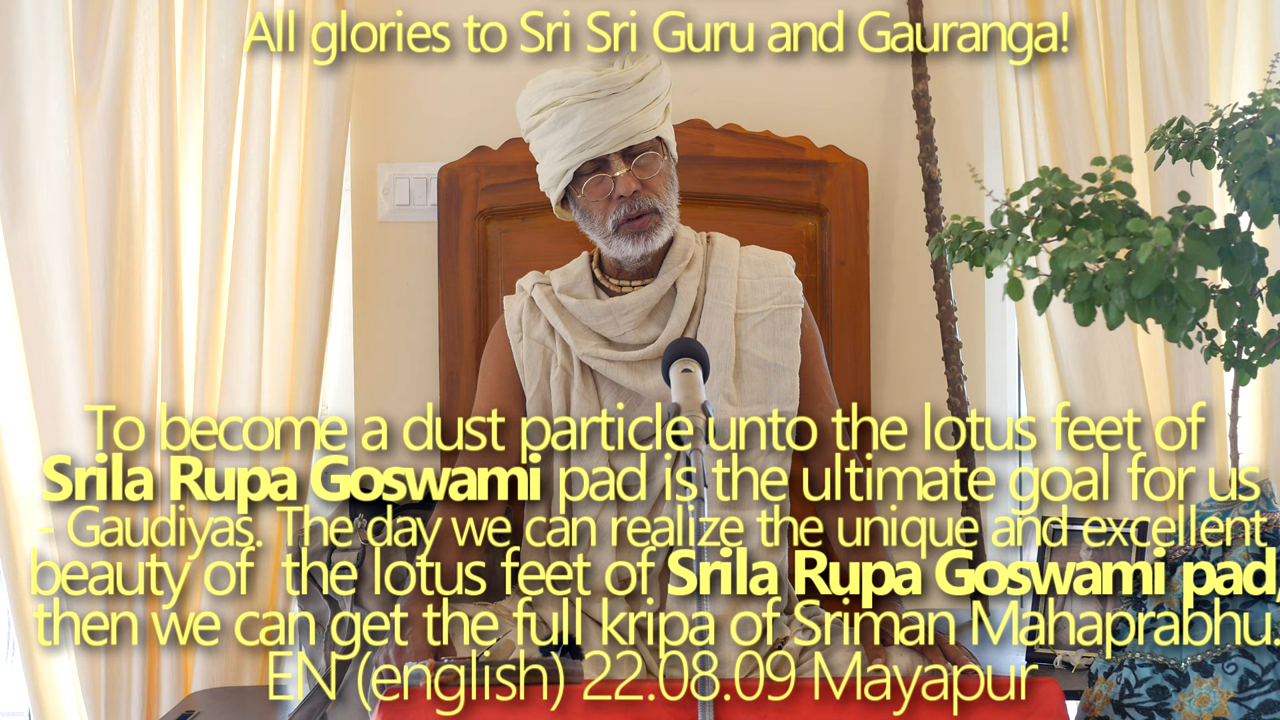 All glories to Sri Sri Guru and Gauranga!
To become a dust particle unto the lotus feet of
Srila Rupa Goswami pad is the ultimate goal for us
- Gaudiyas. The day we can realize the unique and excellent
beauty of the lotus feet of Srila Rupa Goswami pad,
then we can get the full kripa of Sriman Mahaprabhu.
EN (english) 22.08.09 Mayapur